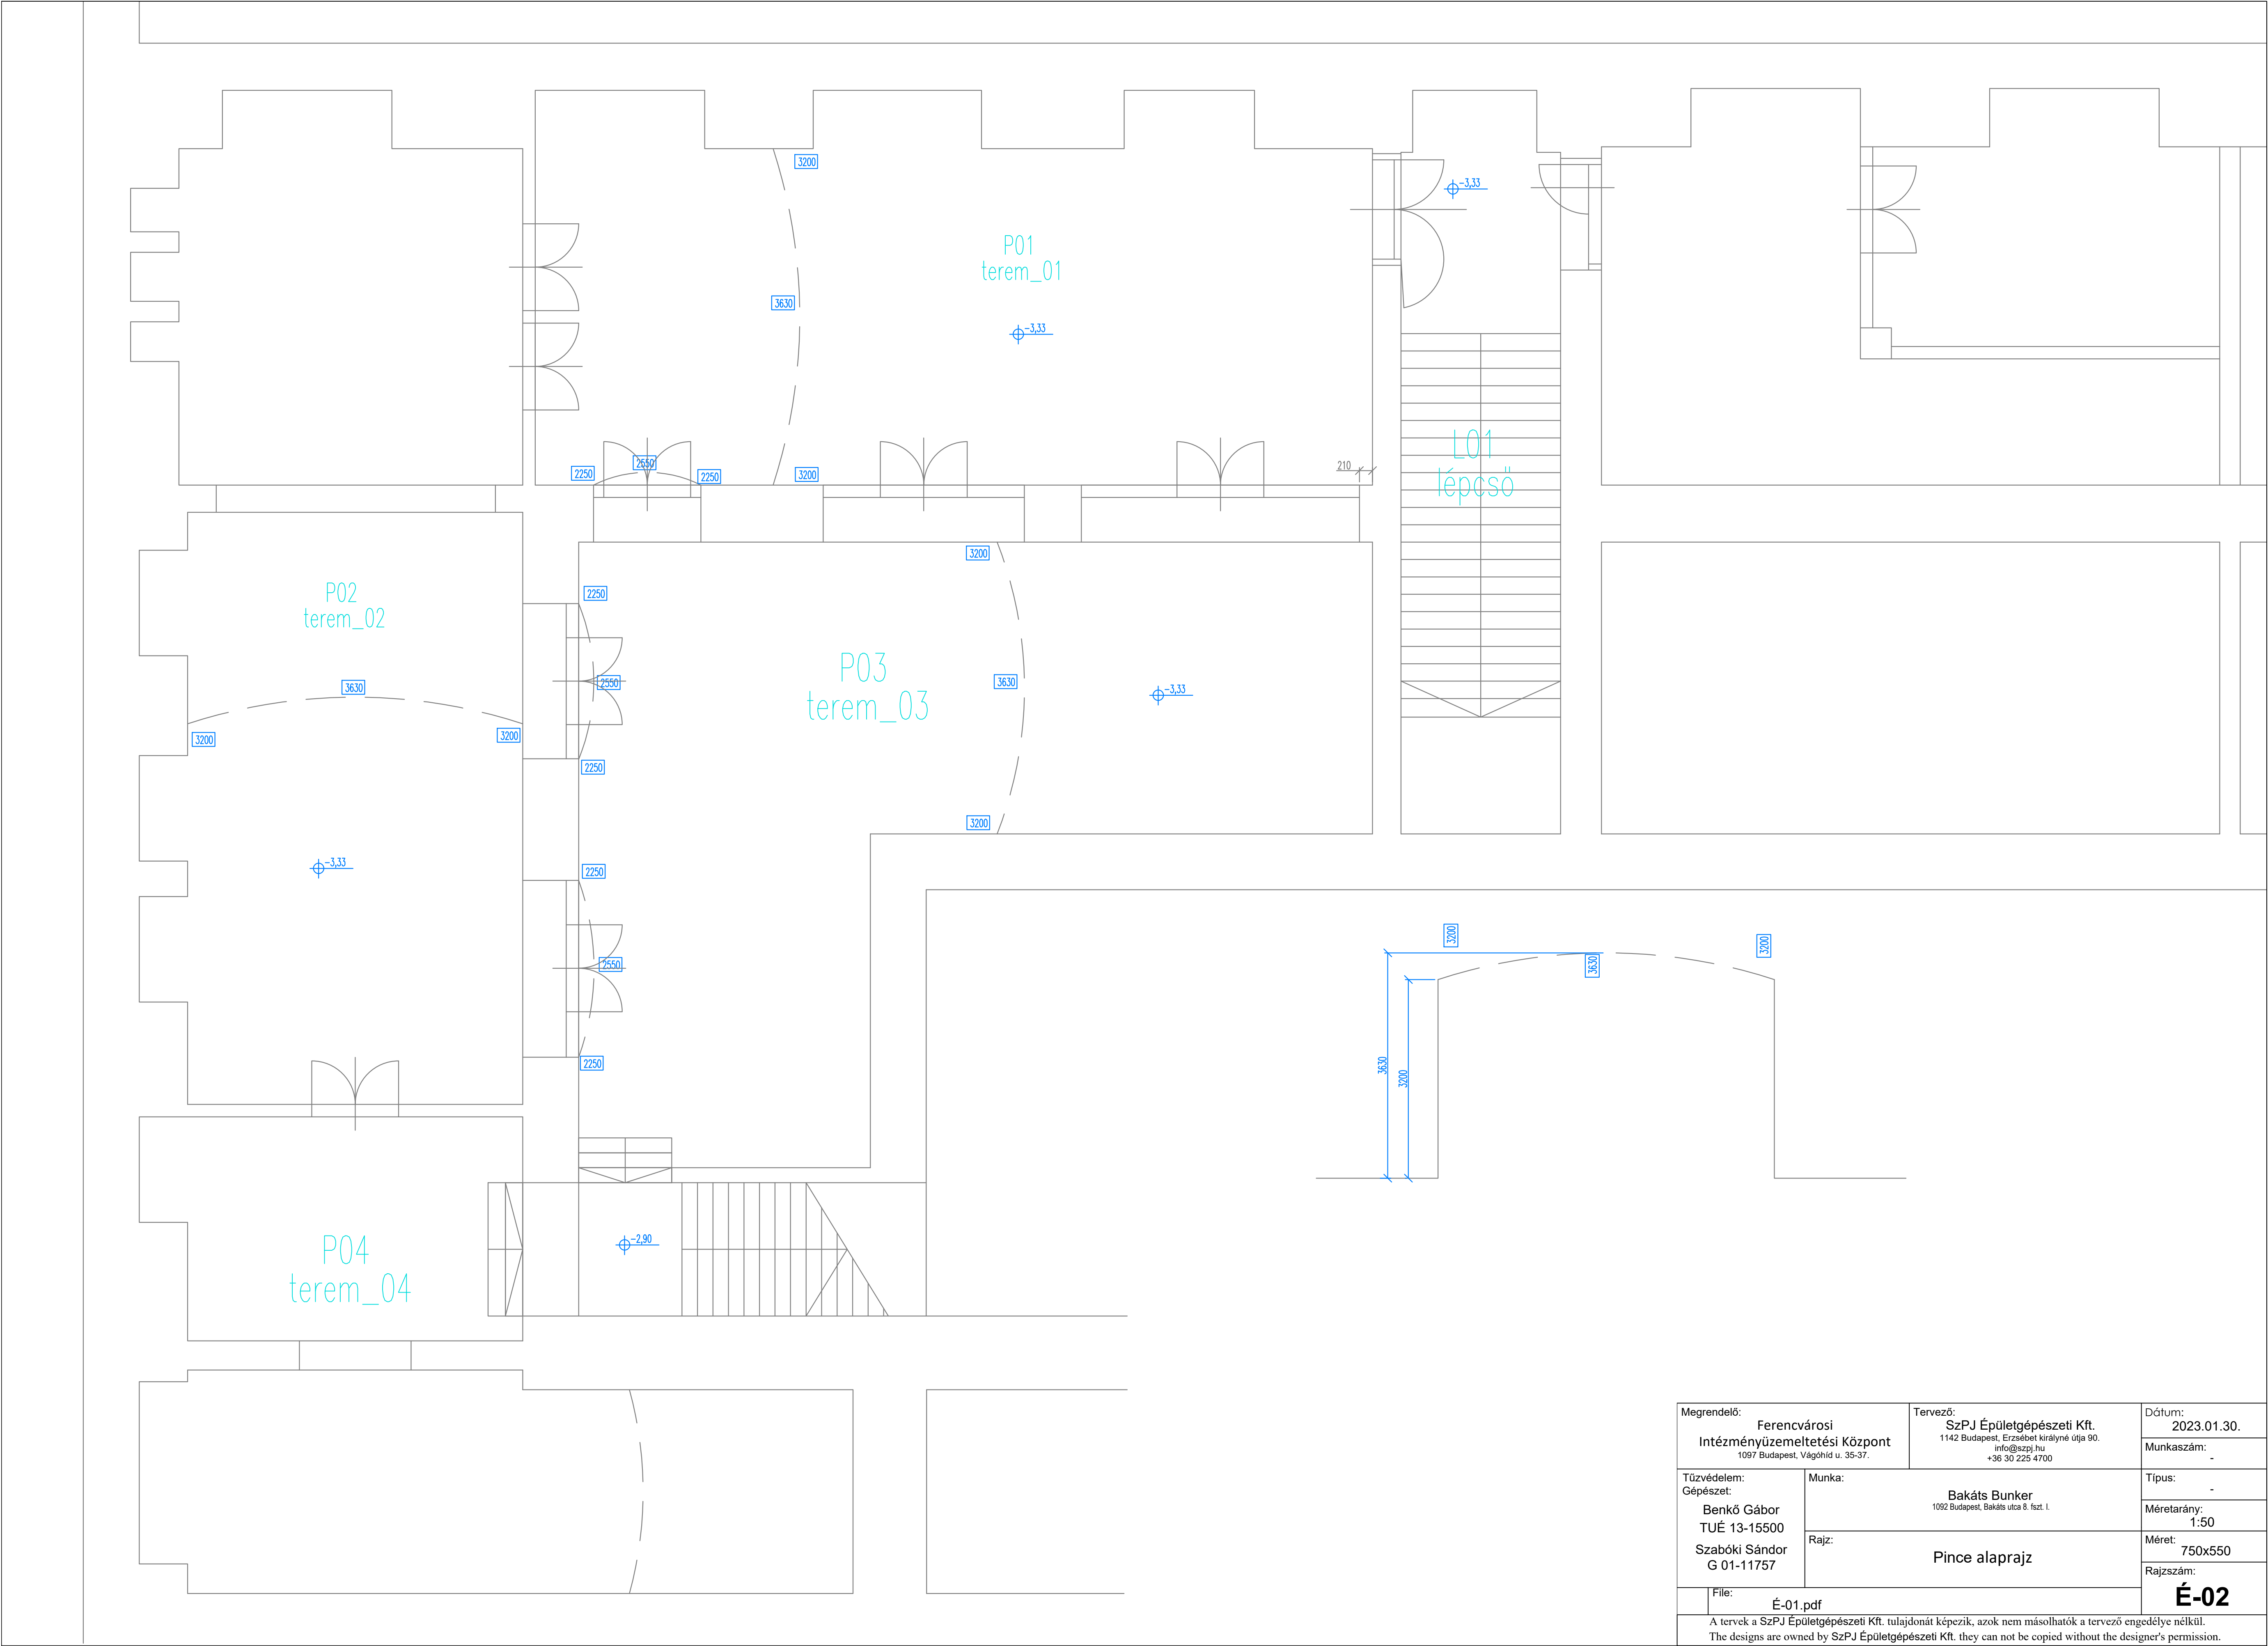 3200
-3,33
P01
terem_01
3630
-3,33
2250
2550
2250
3200
210
L01
lépcső
3200
2250
P02
terem_02
P03
terem_03
3630
2550
3630
-3,33
3200
3200
2250
3200
-3,33
2250
2550
2250
3200
3200
3630
3630
3200
-2,90
P04
terem_04
Megrendelő:
Ferencvárosi
Intézményüzemeltetési Központ
1097 Budapest, Vágóhíd u. 35-37.
Tervező:
SzPJ Épületgépészeti Kft.
1142 Budapest, Erzsébet királyné útja 90.
info@szpj.hu
+36 30 225 4700
Dátum:
2023.01.30.
Munkaszám:
-
Tűzvédelem:
Gépészet:
Benkő Gábor
TUÉ 13-15500
Szabóki Sándor
G 01-11757
Munka:
Bakáts Bunker
1092 Budapest, Bakáts utca 8. fszt. I.
Típus:
-
Méretarány:
1:50
Rajz:
Pince alaprajz
Méret:
750x550
Rajzszám:
É-02
File:
É-01.pdf
A tervek a SzPJ Épületgépészeti Kft. tulajdonát képezik, azok nem másolhatók a tervező engedélye nélkül.
The designs are owned by SzPJ Épületgépészeti Kft. they can not be copied without the designer's permission.